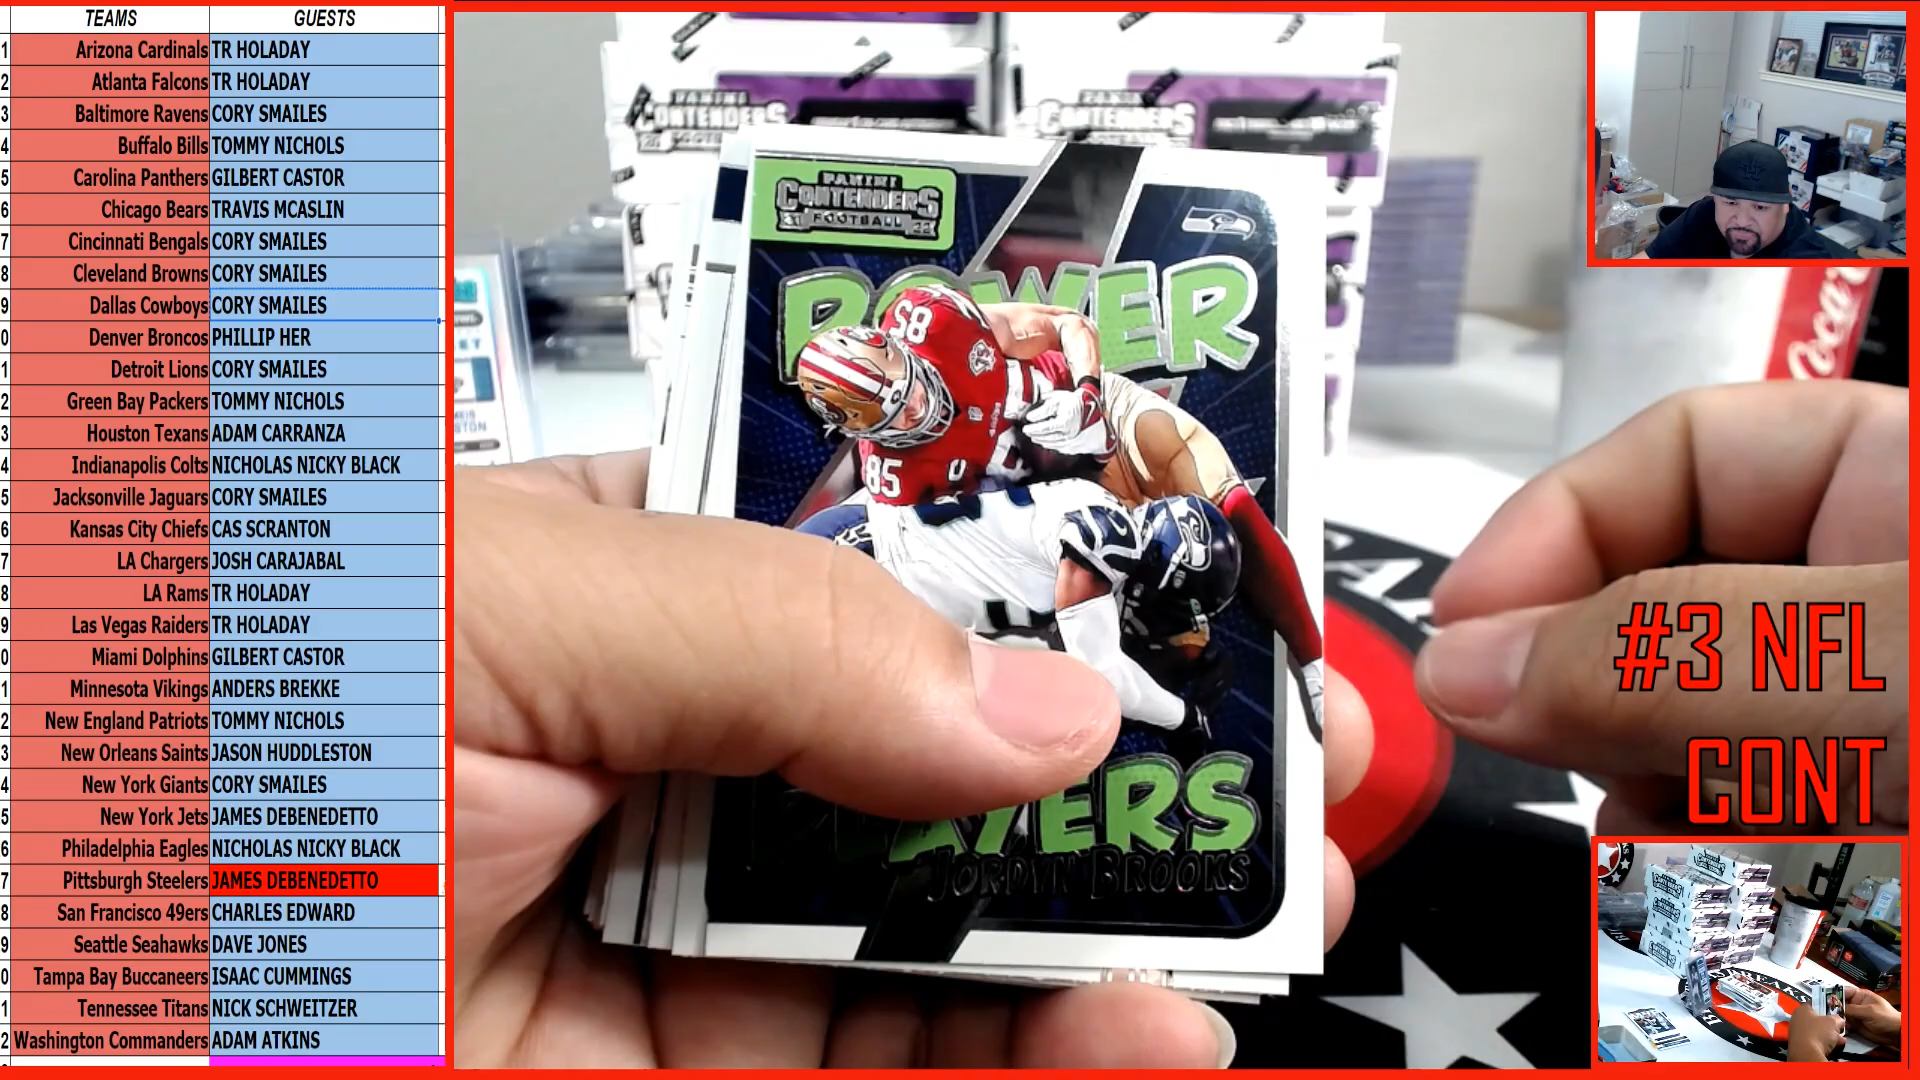 TEAMS GUESTS
1 Arizona Cardinals TR HOLADAY
2 Atlanta Falcons TR HOLADAY
3 Baltimore Ravens CORY SMAILES
4 Buffalo Bills TOMMY NICHOLS
5 Carolina Panthers GILBERT CASTOR
6 Chicago Bears TRAVIS MCASLIN
7 Cincinnati Bengals CORY SMAILES
8 Cleveland Browns CORY SMAILES
9 Dallas Cowboys CORY SMAILES
0 Denver Broncos PHILLIP HER
1 Detroit Lions CORY SMAILES
2 Green Bay Packers TOMMY NICHOLS
3 Houston Texans ADAM CARRANZA
4 Indianapolis Colts NICHOLAS NICKY BLACK
5 Jacksonville Jaguars CORY SMAILES
6 Kansas City Chiefs CAS SCRANTON
7 LA Chargers JOSH CARAJABAL
8 LA Rams TR HOLADAY
9 Las Vegas Raiders TR HOLADAY
0 Miami Dolphins GILBERT CASTOR
1 Minnesota Vikings ANDERS BREKKE
2 New England Patriots TOMMY NICHOLS
3 New Orleans Saints JASON HUDDLESTON
4 New York Giants CORY SMAILES
5 New York Jets JAMES DEBENEDETTO
6 Philadelphia Eagles NICHOLAS NICKY BLACK
7 Pittsburgh Steelers JAMES DEBENEDETTO
8 San Francisco 49ers CHARLES EDWARD
9 Seattle Seahawks DAVE JONES
0 Tampa Bay Buccaneers ISAAC CUMMINGS
1 Tennessee Titans NICK SCHWEITZER
2 Washington Commanders ADAM ATKINS
PANINI
CONTENDERS
FOOTBALL
PANINI
CONTENDERS
PANINI
CONTENDERS
FOOTBALL
POWER
85
85
PLAYERS
JORDYN BROOKS
Coca
#3 NFL
CONT